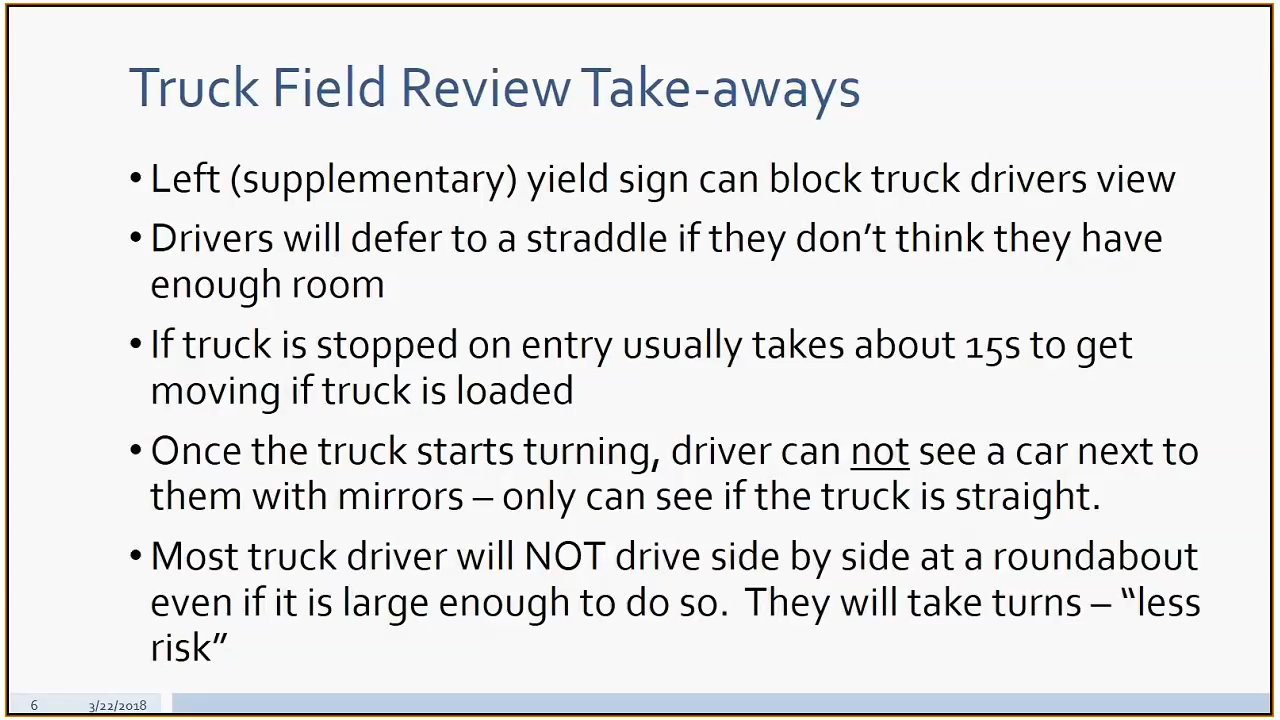 Truck Field Review Take-aways
• Left (supplementary) yield sign can block truck drivers view
• Drivers will defer to a straddle if they don’t think they have
enough room
• If truck is stopped on entry usually takes about 15s to get
moving if truck is loaded
• Once the truck starts turning, driver can not see a car next to
them with mirrors – only can see if the truck is straight.
• Most truck driver will NOT drive side by side at a roundabout
even if it is large enough to do so.  They will take turns – “less
risk”
6 3/22/2018